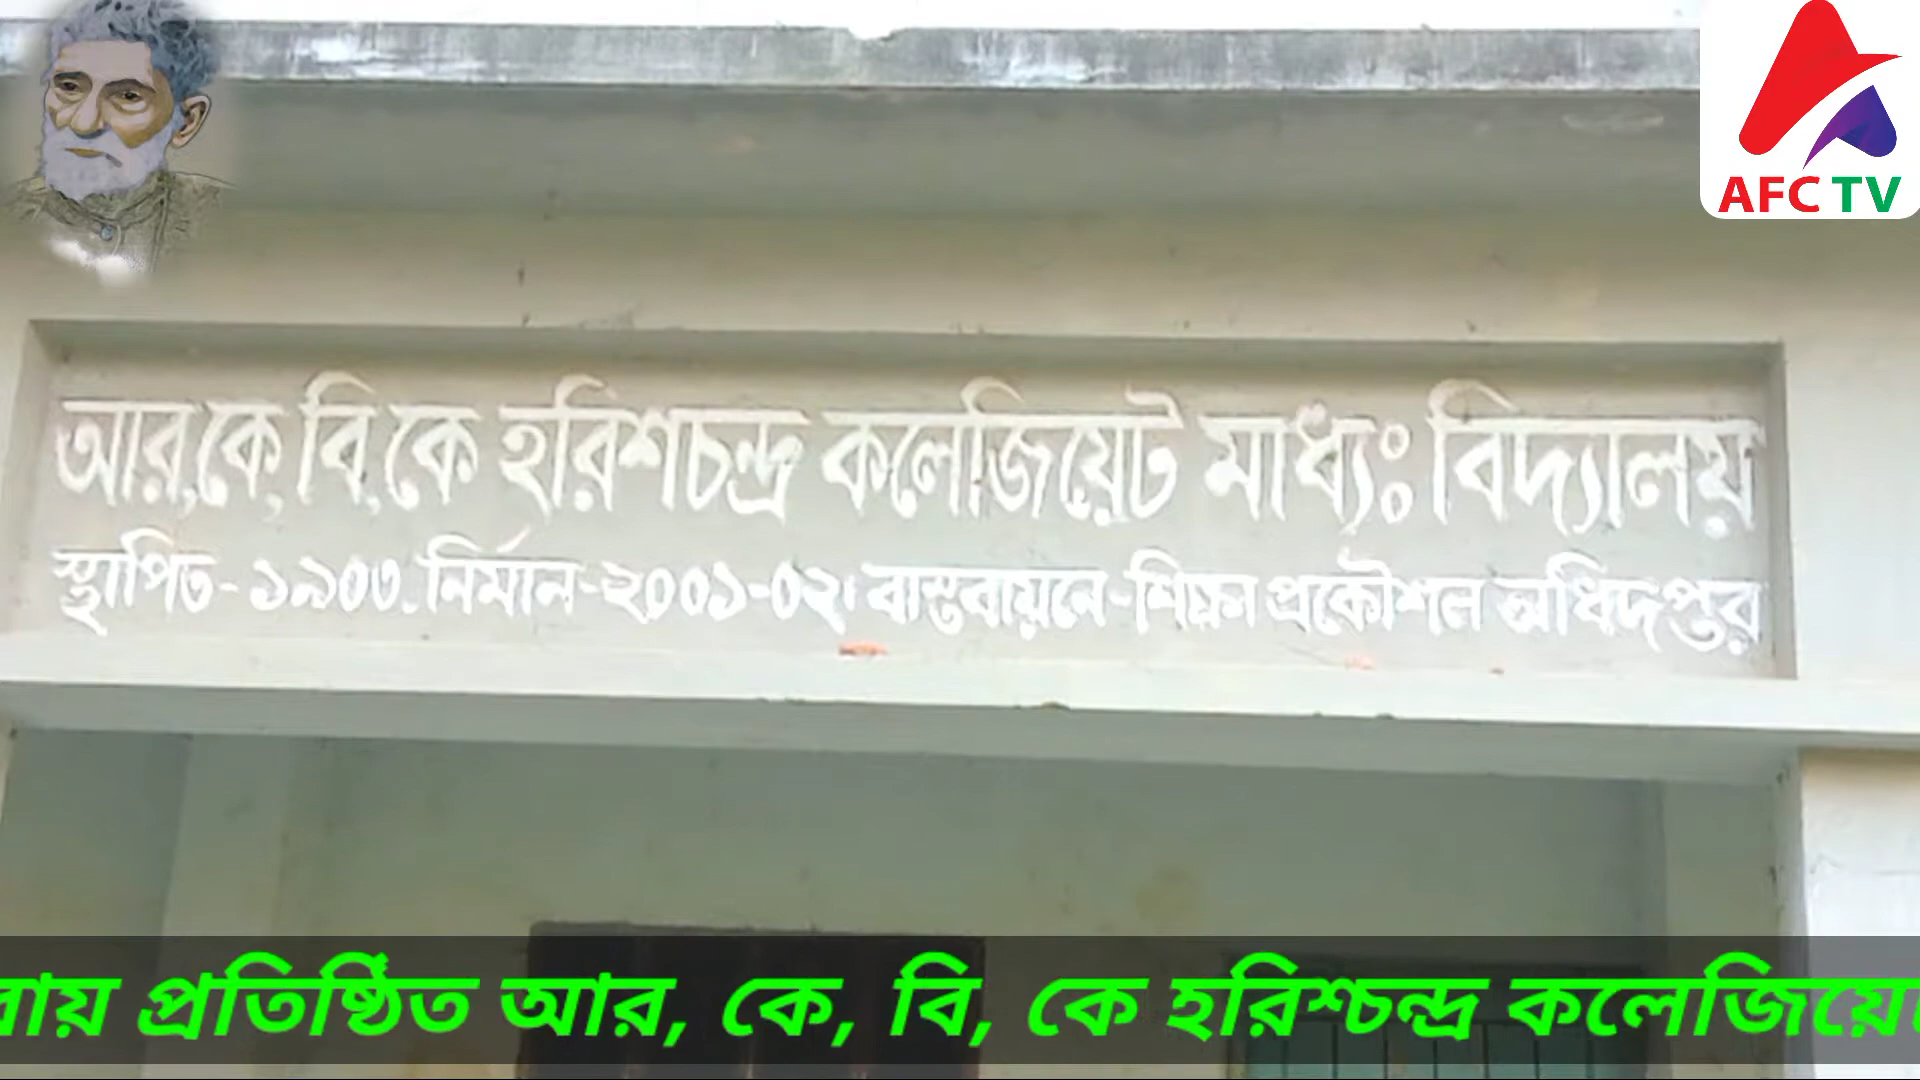 AFC TV
আর,কে,বি,কে হরিশচন্দ্র কলেজিয়েট মাধ্যঃ বিদ্যালয়
স্থাপিত-১৯০৩. নির্মান-২০০১-০২। বাস্তবায়নে-শিক্ষা প্রকৌশল অধিদপ্তর
প্রতিষ্ঠিত আর, কে, বি, কে হরিশ্চন্দ্র